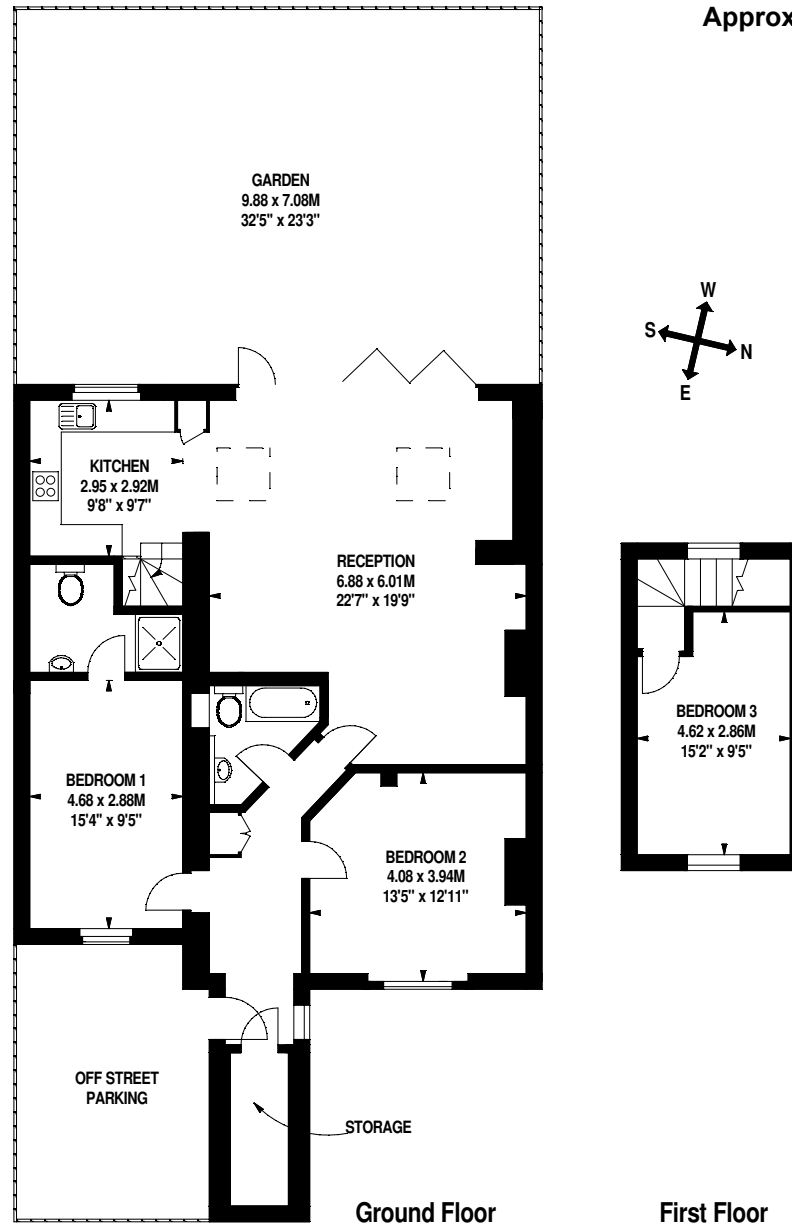 Approx
GARDEN
9.88 x 7.08M
32'5" x 23'3"
W
S
N
E
KITCHEN
2.95 x 2.92M
9'8" x 9'7"
RECEPTION
6.88 x 6.01M
22'7" x 19'9"
BEDROOM 3
4.62 x 2.86M
15'2" x 9'5"
BEDROOM 1
4.68 x 2.88M
15'4" x 9'5"
BEDROOM 2
4.08 x 3.94M
13'5" x 12'11"
OFF STREET
PARKING
STORAGE
Ground Floor
First Floor